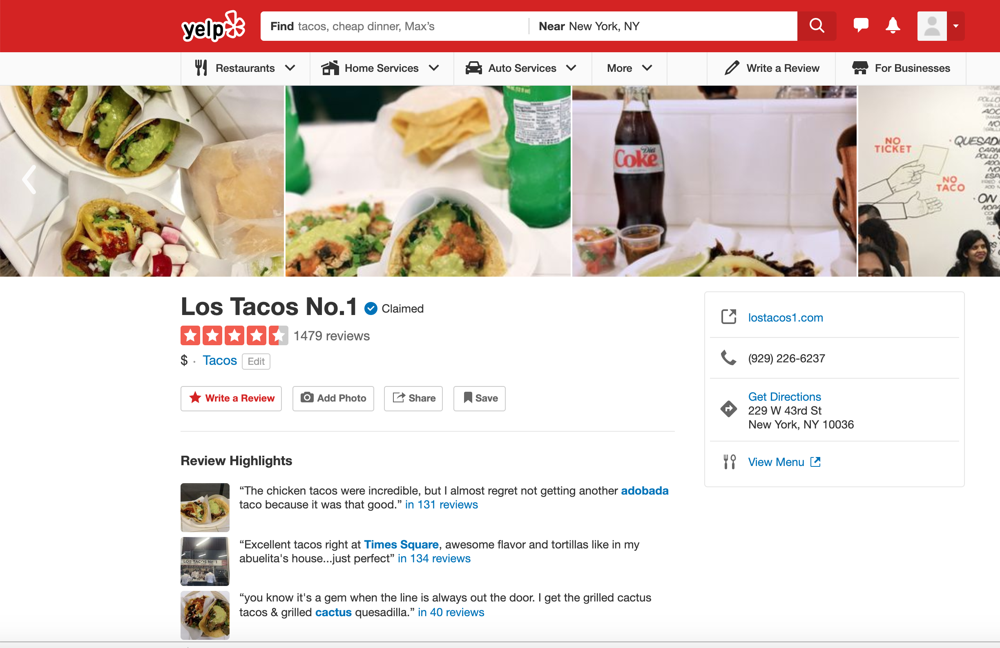 yelp
Find tacos, cheap dinner, Max's
Near New York, NY
Restaurants
Home Services
Auto Services
More
Write a Review
For Businesses
Diet
Coke
NO
TICKET
NO
TACO
POLLO
QUESADI
POLLO
ON
Los Tacos No.1
Claimed
1479 reviews
$ · Tacos
Edit
Write a Review
Add Photo
Share
Save
lostacos1.com
(929) 226-6237
Get Directions
229 W 43rd St
New York, NY 10036
View Menu
Review Highlights
“The chicken tacos were incredible, but I almost regret not getting another adobada
taco because it was that good.” in 131 reviews
LOS TACOS No 1
“Excellent tacos right at Times Square, awesome flavor and tortillas like in my
abuelita's house...just perfect” in 134 reviews
“you know it's a gem when the line is always out the door. I get the grilled cactus
tacos & grilled cactus quesadilla.” in 40 reviews